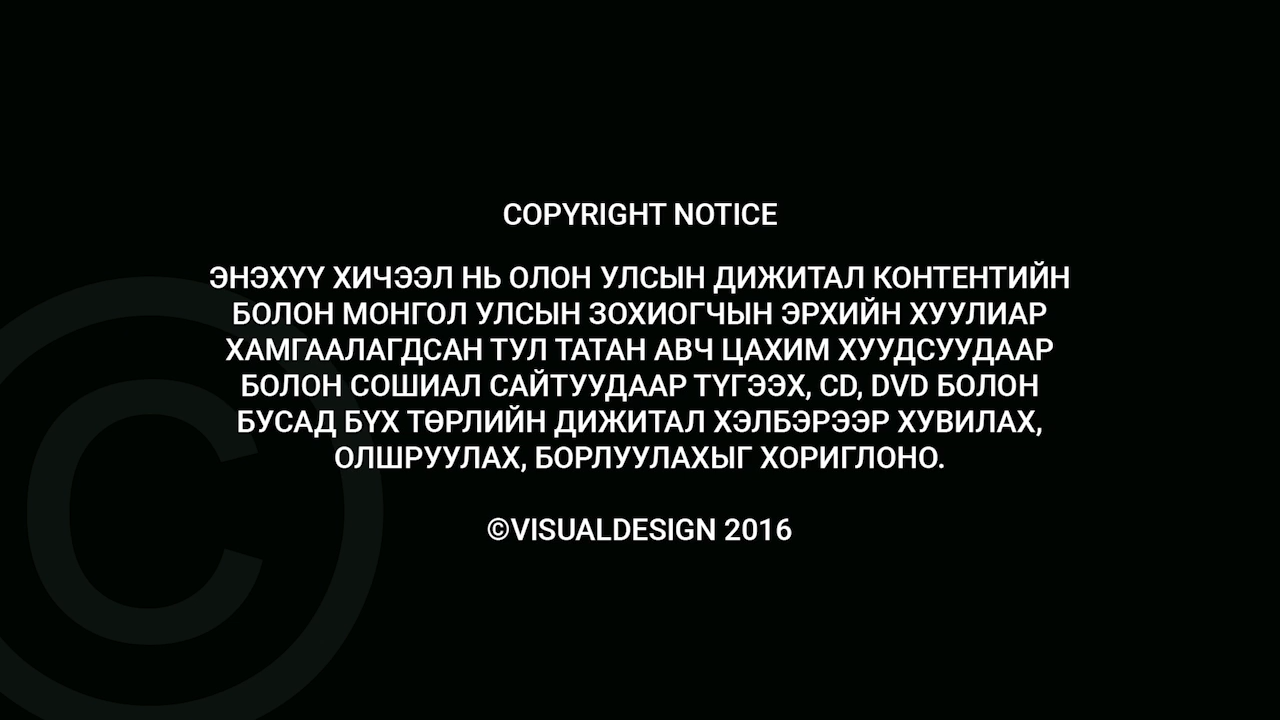 COPYRIGHT NOTICE
ЭНЭХҮҮ ХИЧЭЭЛ НЬ ОЛОН УЛСЫН ДИЖИТАЛ КОНТЕНТИЙН
БОЛОН МОНГОЛ УЛСЫН ЗОХИОГЧЫН ЭРХИЙН ХУУЛИАР
ХАМГААЛАГДСАН ТУЛ ТАТАН АВЧ ЦАХИМ ХУУДСУУДААР
БОЛОН СОШИАЛ САЙТУУДААР ТҮГЭЭХ, CD, DVD БОЛОН
БУСАД БҮХ ТӨРЛИЙН ДИЖИТАЛ ХЭЛБЭРЭЭР ХУВИЛАХ,
ОЛШРУУЛАХ, БОРЛУУЛАХЫГ ХОРИГЛОНО.
©VISUALDESIGN 2016